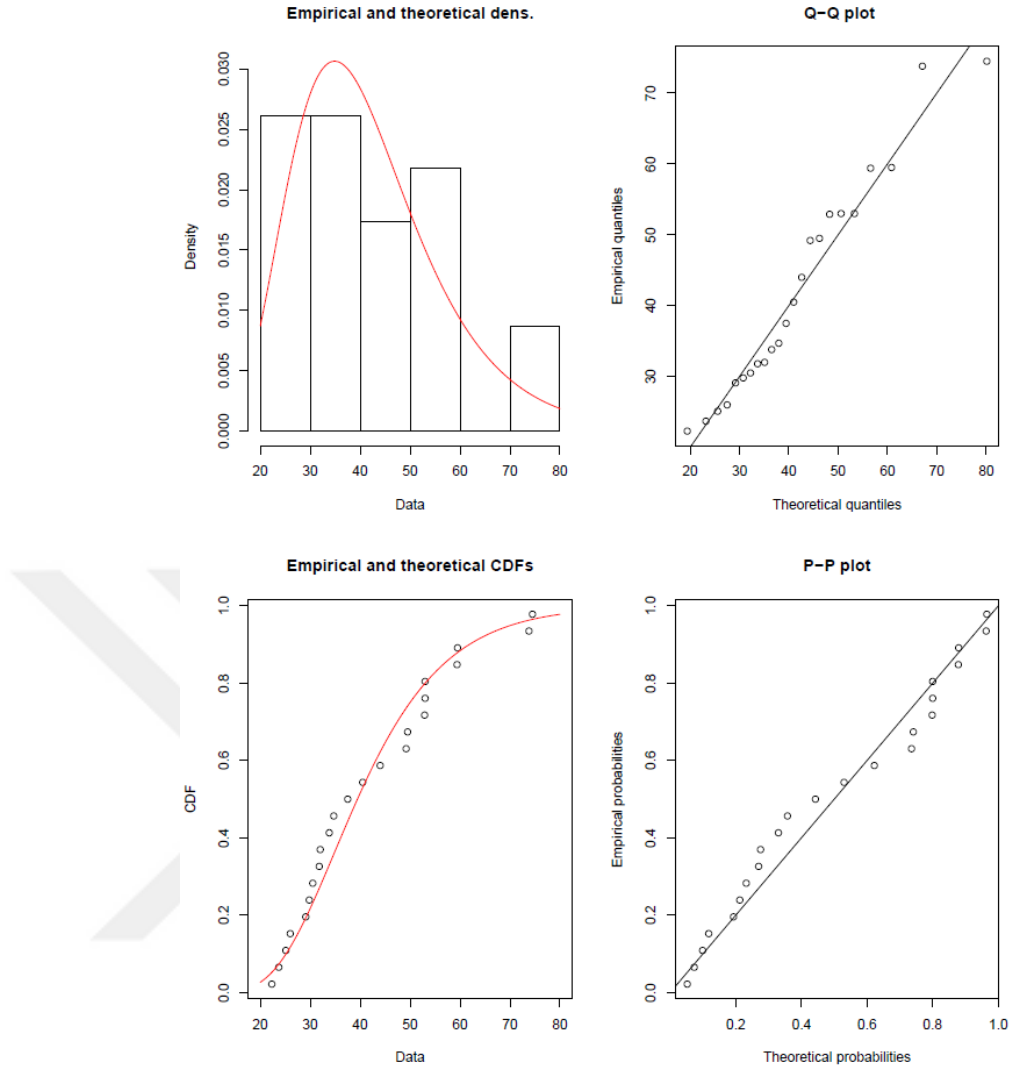 Empirical and theoretical dens.
Density
0.000 0.005 0.010 0.015 0.020 0.025 0.030
20 30 40 50 60 70 80
Data
Q−Q plot
Empirical quantiles
30 40 50 60 70
20 30 40 50 60 70 80
Theoretical quantiles
Empirical and theoretical CDFs
CDF
0.0 0.2 0.4 0.6 0.8 1.0
20 30 40 50 60 70 80
Data
P−P plot
Empirical probabilities
0.0 0.2 0.4 0.6 0.8 1.0
0.2 0.4 0.6 0.8 1.0
Theoretical probabilities